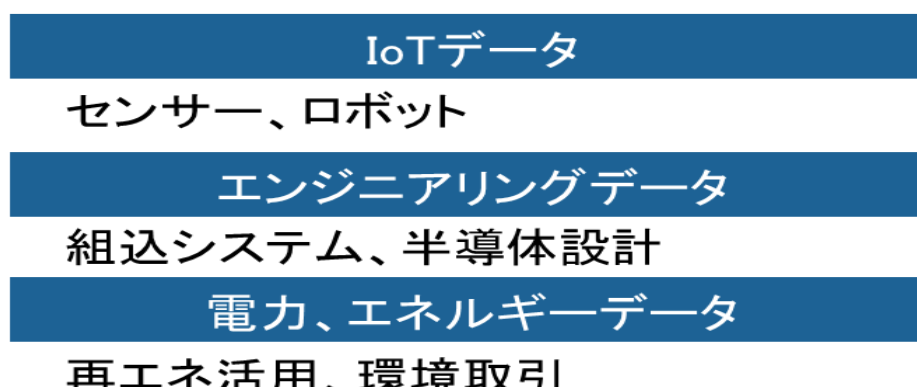 IoTデータ
センサー、ロボット
エンジニアリングデータ
組込システム、半導体設計
電力、エネルギーデータ
再エネ活用、環境取引